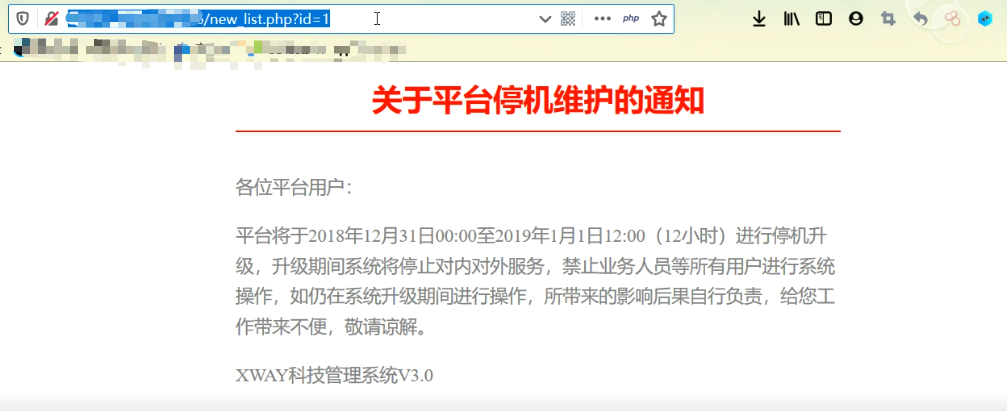 /new_list.php?id=1
php
关于平台停机维护的通知
各位平台用户：
平台将于2018年12月31日00:00至2019年1月1日12:00（12小时）进行停机升
级，升级期间系统将停止对内对外服务，禁止业务人员等所有用户进行系统
操作，如仍在系统升级期间进行操作，所带来的影响后果自行负责，给您工
作带来不便，敬请谅解。
XWAY科技管理系统V3.0